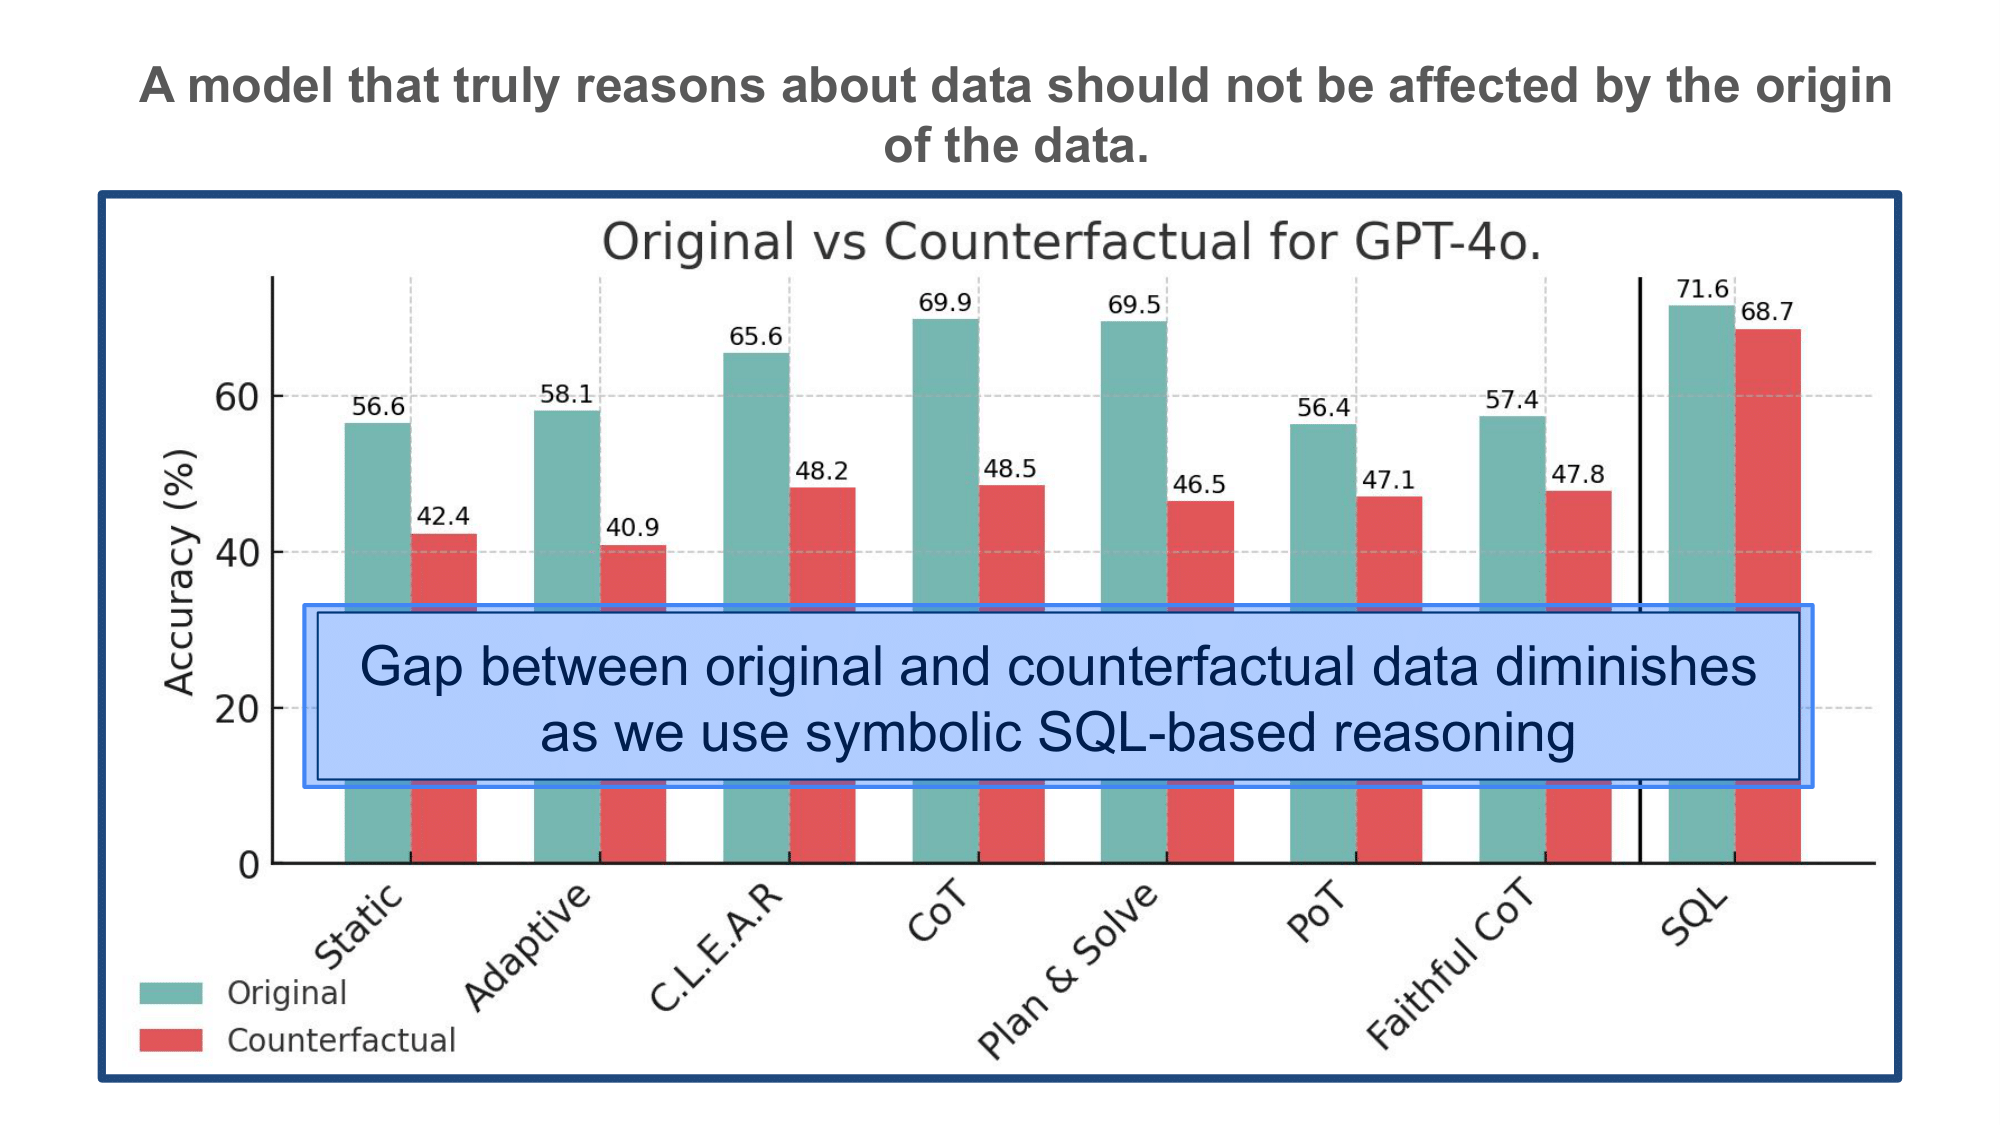 A model that truly reasons about data should not be affected by the origin
of the data.
Original vs Counterfactual for GPT-4o.
Accuracy (%)
60
40
20
0
56.6
42.4
58.1
40.9
65.6
48.2
69.9
48.5
69.5
46.5
56.4
47.1
57.4
47.8
71.6
68.7
Gap between original and counterfactual data diminishes
as we use symbolic SQL-based reasoning
Static
Adaptive
C.L.E.A.R
CoT
Plan & Solve
PoT
Faithful CoT
SQL
Original
Counterfactual